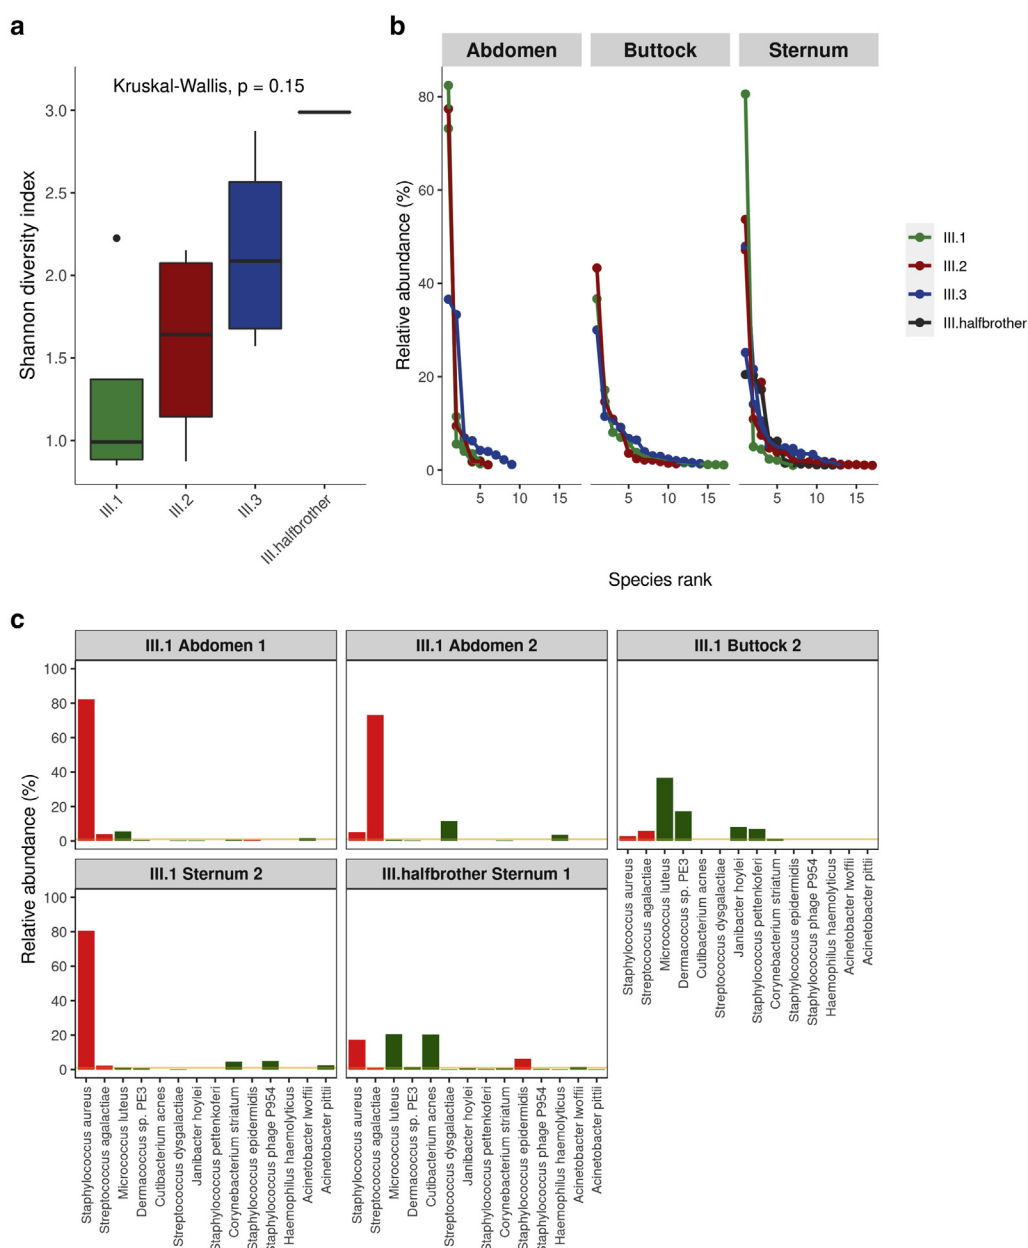 a
Kruskal-Wallis, p = 0.15
Shannon diversity index
3.0
2.5
2.0
1.5
1.0
III.1
III.2
III.3
III.halfbrother
b
Abdomen
Buttock
Sternum
Relative abundance (%)
80
60
40
20
0
5 10 15
5 10 15
5 10 15
Species rank
III.1
III.2
III.3
III.halfbrother
c
III.1 Abdomen 1
III.1 Abdomen 2
III.1 Buttock 2
Relative abundance (%)
100
80
60
40
20
0
Staphylococcus aureus
Streptococcus agalactiae
Micrococcus luteus
Dermacoccus sp. PE3
Cutibacterium acnes
Streptococcus dysgalactiae
Janibacter hoylei
Staphylococcus pettenkoferi
Corynebacterium striatum
Staphylococcus epidermidis
Staphylococcus phage P954
Haemophilus haemolyticus
Acinetobacter lwoffii
Acinetobacter pittii
III.1 Sternum 2
III.halfbrother Sternum 1
100
80
60
40
20
0
Staphylococcus aureus
Streptococcus agalactiae
Micrococcus luteus
Dermacoccus sp. PE3
Cutibacterium acnes
Streptococcus dysgalactiae
Janibacter hoylei
Staphylococcus pettenkoferi
Corynebacterium striatum
Staphylococcus epidermidis
Staphylococcus phage P954
Haemophilus haemolyticus
Acinetobacter lwoffii
Acinetobacter pittii
Staphylococcus aureus
Streptococcus agalactiae
Micrococcus luteus
Dermacoccus sp. PE3
Cutibacterium acnes
Streptococcus dysgalactiae
Janibacter hoylei
Staphylococcus pettenkoferi
Corynebacterium striatum
Staphylococcus epidermidis
Staphylococcus phage P954
Haemophilus haemolyticus
Acinetobacter lwoffii
Acinetobacter pittii